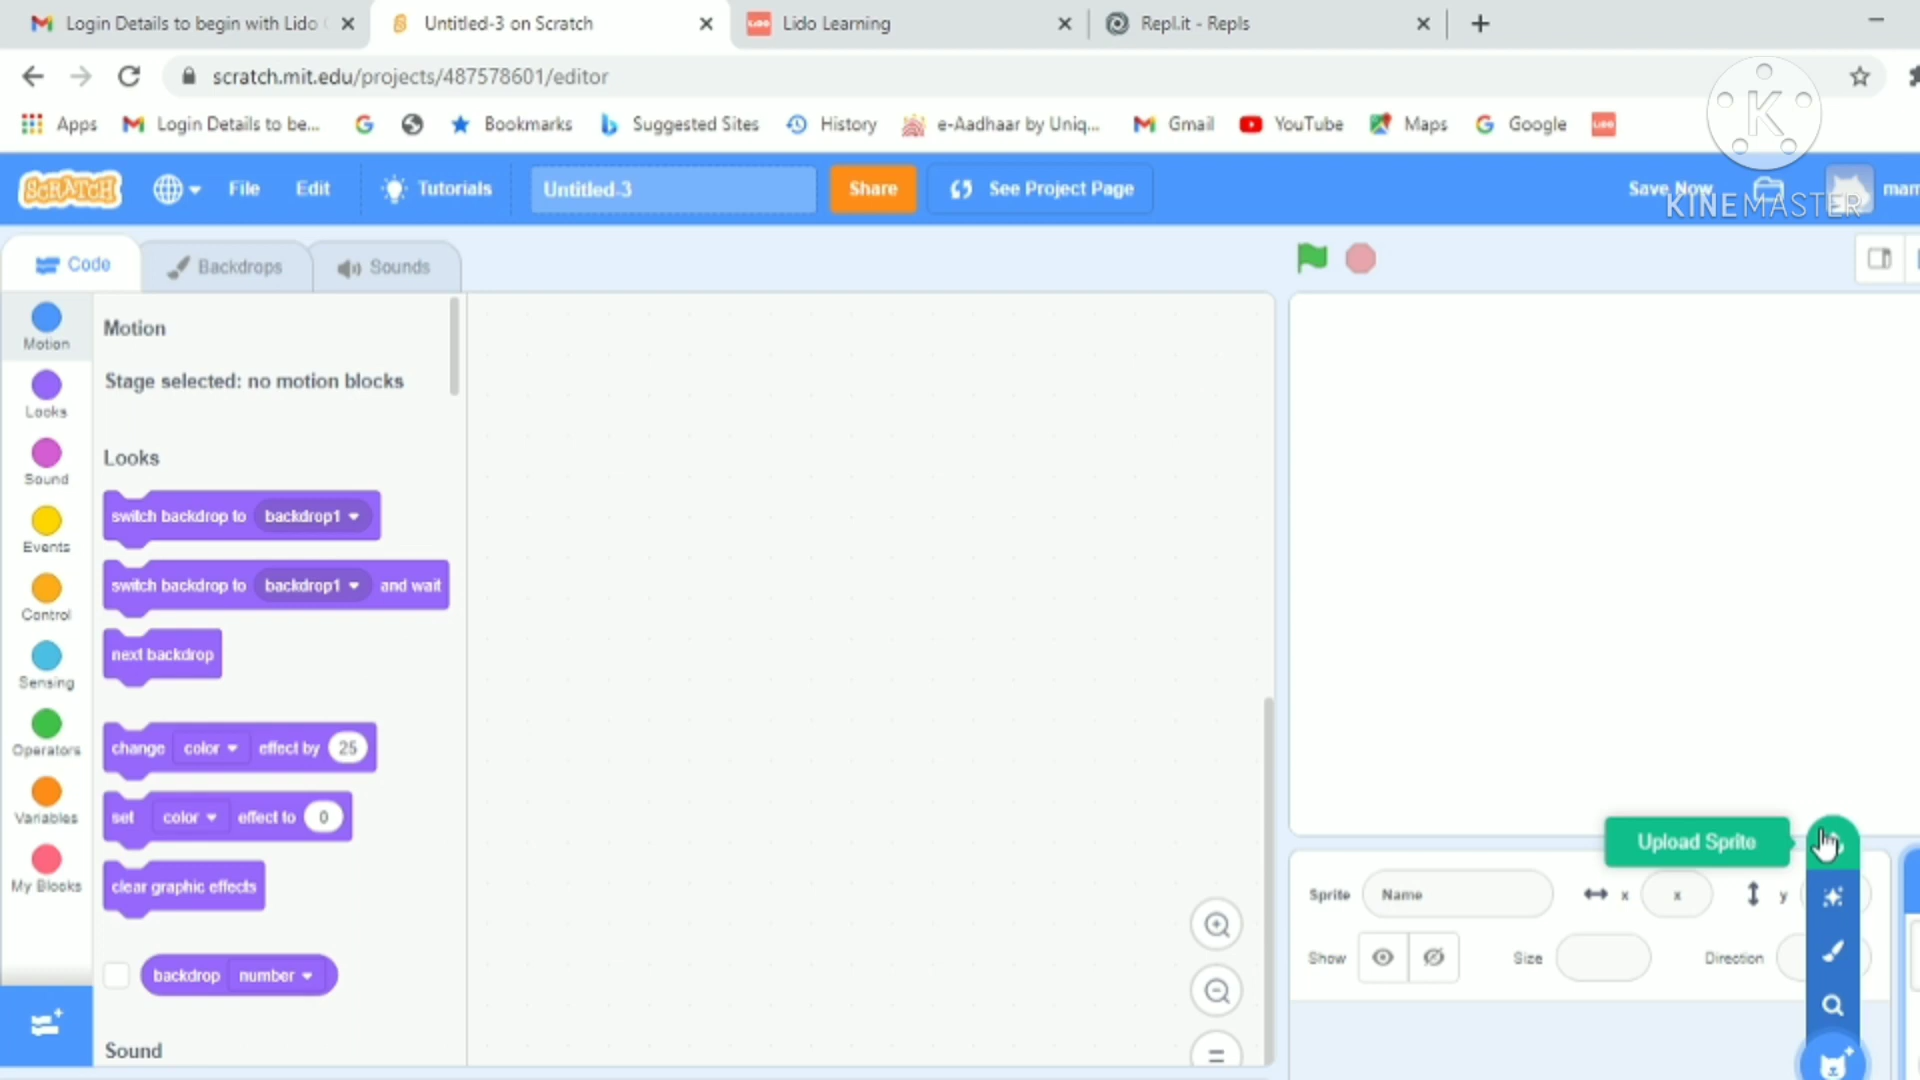 Login Details to begin with Lido
Untitled-3 on Scratch
Lido Learning
Repl.it - Repls
scratch.mit.edu/projects/487578601/editor
Apps
Login Details to be...
Bookmarks
Suggested Sites
History
e-Aadhaar by Uniq...
Gmail
YouTube
Maps
Google
K
KINEMASTER
SCRATCH
File
Edit
Tutorials
Untitled-3
Share
See Project Page
Save Now
Code
Backdrops
Sounds
Motion
Looks
Sound
Events
Control
Sensing
Operators
Variables
My Blocks
Motion
Stage selected: no motion blocks
Looks
switch backdrop to backdrop1
switch backdrop to backdrop1 and wait
next backdrop
change color effect by 25
set color effect to 0
clear graphic effects
backdrop number
Sound
Upload Sprite
Sprite Name x x y
Show Size Direction